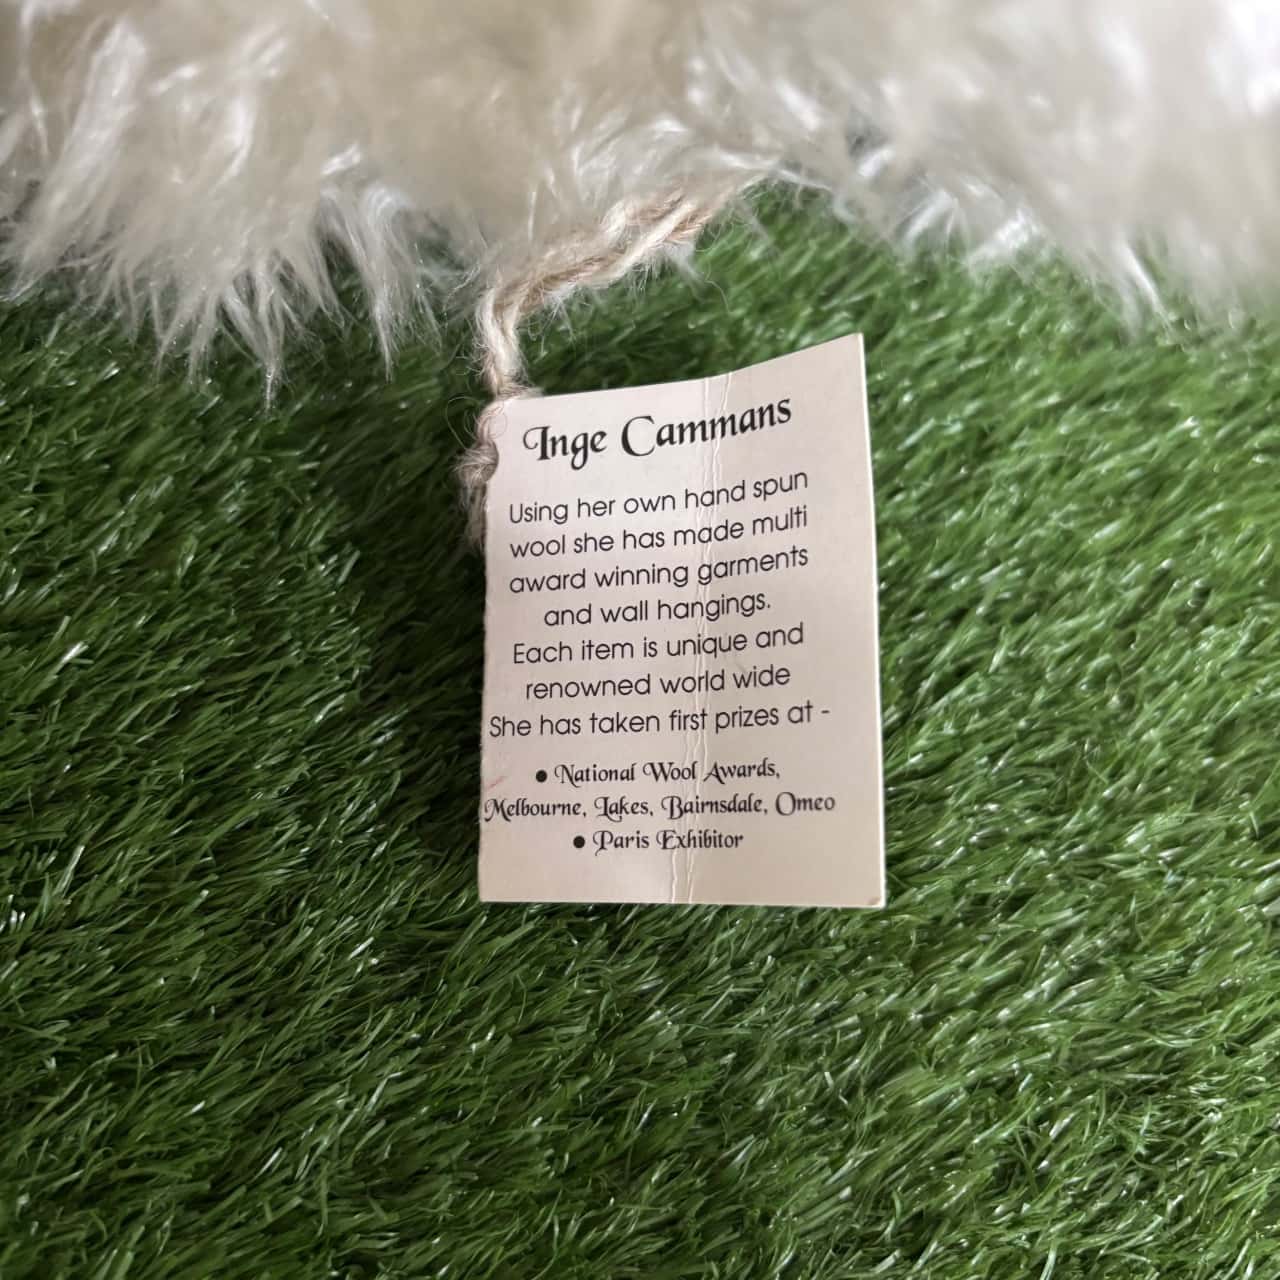 Inge Cammans
Using her own hand spun
wool she has made multi
award winning garments
and wall hangings.
Each item is unique and
renowned world wide
She has taken first prizes at -
● National Wool Awards,
Melbourne, Lakes, Bairnsdale, Omeo
● Paris Exhibitor